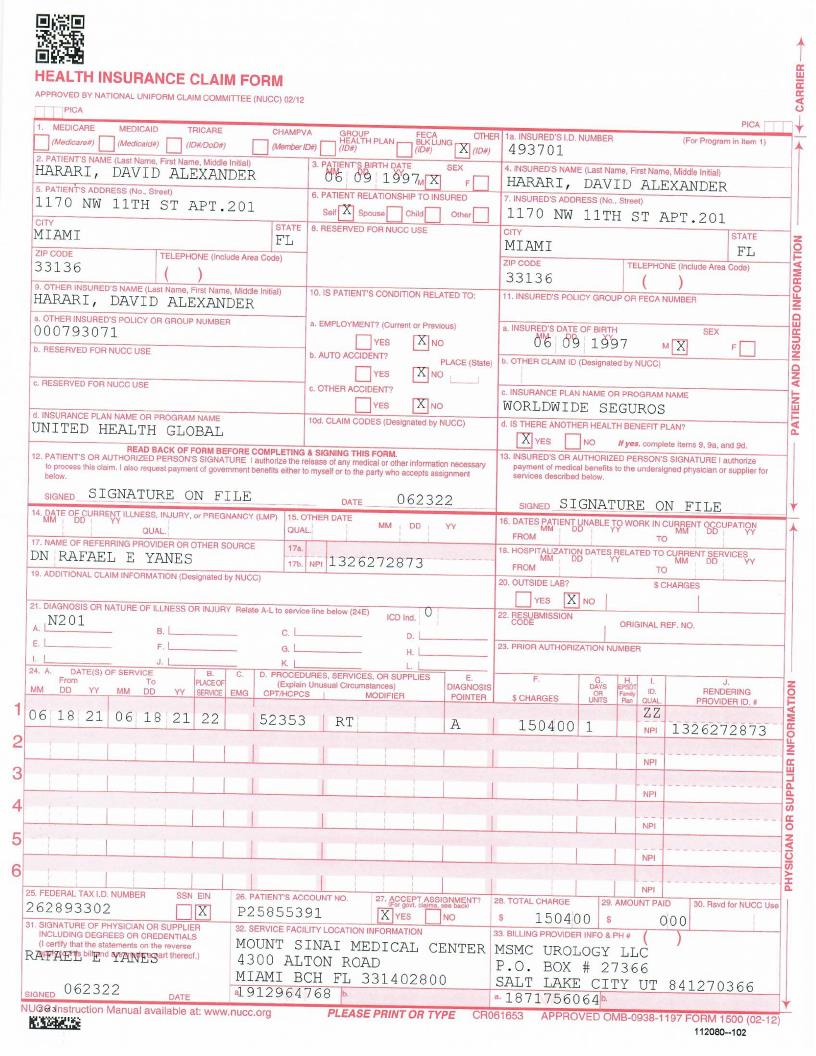 HEALTH INSURANCE CLAIM FORM
APPROVED BY NATIONAL UNIFORM CLAIM COMMITTEE (NUCC) 02/12
PICA
PICA
CARRIER
1. MEDICARE MEDICAID TRICARE CHAMPVA GROUP HEALTH PLAN FECA BLK LUNG OTHER
(Medicare#) (Medicaid#) (ID#/DoD#) (Member ID#) (ID#) (ID#) X (ID#)
1a. INSURED'S I.D. NUMBER (For Program in Item 1)
493701
2. PATIENT'S NAME (Last Name, First Name, Middle Initial)
HARARI, DAVID ALEXANDER
3. PATIENT'S BIRTH DATE SEX
MM DD YY
06 09 1997 M X F
4. INSURED'S NAME (Last Name, First Name, Middle Initial)
HARARI, DAVID ALEXANDER
5. PATIENT'S ADDRESS (No., Street)
1170 NW 11TH ST APT.201
6. PATIENT RELATIONSHIP TO INSURED
Self X Spouse Child Other
7. INSURED'S ADDRESS (No., Street)
1170 NW 11TH ST APT.201
CITY STATE
MIAMI FL
8. RESERVED FOR NUCC USE
CITY STATE
MIAMI FL
ZIP CODE TELEPHONE (Include Area Code)
33136 ( )
ZIP CODE TELEPHONE (Include Area Code)
33136 ( )
9. OTHER INSURED'S NAME (Last Name, First Name, Middle Initial)
HARARI, DAVID ALEXANDER
10. IS PATIENT'S CONDITION RELATED TO:
11. INSURED'S POLICY GROUP OR FECA NUMBER
a. OTHER INSURED'S POLICY OR GROUP NUMBER
000793071
a. EMPLOYMENT? (Current or Previous)
YES X NO
a. INSURED'S DATE OF BIRTH SEX
MM DD YY
06 09 1997 M X F
b. RESERVED FOR NUCC USE
b. AUTO ACCIDENT? PLACE (State)
YES X NO
b. OTHER CLAIM ID (Designated by NUCC)
c. RESERVED FOR NUCC USE
c. OTHER ACCIDENT?
YES X NO
c. INSURANCE PLAN NAME OR PROGRAM NAME
WORLDWIDE SEGUROS
d. INSURANCE PLAN NAME OR PROGRAM NAME
UNITED HEALTH GLOBAL
10d. CLAIM CODES (Designated by NUCC)
d. IS THERE ANOTHER HEALTH BENEFIT PLAN?
X YES NO If yes, complete items 9, 9a, and 9d.
PATIENT AND INSURED INFORMATION
READ BACK OF FORM BEFORE COMPLETING & SIGNING THIS FORM.
12. PATIENT'S OR AUTHORIZED PERSON'S SIGNATURE I authorize the release of any medical or other information necessary
to process this claim. I also request payment of government benefits either to myself or to the party who accepts assignment
below.
SIGNED SIGNATURE ON FILE DATE 062322
13. INSURED'S OR AUTHORIZED PERSON'S SIGNATURE I authorize
payment of medical benefits to the undersigned physician or supplier for
services described below.
SIGNED SIGNATURE ON FILE
14. DATE OF CURRENT ILLNESS, INJURY, or PREGNANCY (LMP)
MM DD YY
QUAL.
15. OTHER DATE
QUAL. MM DD YY
16. DATES PATIENT UNABLE TO WORK IN CURRENT OCCUPATION
MM DD YY MM DD YY
FROM TO
17. NAME OF REFERRING PROVIDER OR OTHER SOURCE
DN RAFAEL E YANES
17a.
17b. NPI 1326272873
18. HOSPITALIZATION DATES RELATED TO CURRENT SERVICES
MM DD YY MM DD YY
FROM TO
19. ADDITIONAL CLAIM INFORMATION (Designated by NUCC)
20. OUTSIDE LAB? $ CHARGES
YES X NO
21. DIAGNOSIS OR NATURE OF ILLNESS OR INJURY Relate A-L to service line below (24E) ICD Ind. 0
A. N201 B. C. D.
E. F. G. H.
I. J. K. L.
22. RESUBMISSION CODE ORIGINAL REF. NO.
23. PRIOR AUTHORIZATION NUMBER
24. A. DATE(S) OF SERVICE B. C. D. PROCEDURES, SERVICES, OR SUPPLIES E. F. G. H. I. J.
From To PLACE OF (Explain Unusual Circumstances) DIAGNOSIS DAYS OR UNITS EPSDT Family Plan ID. RENDERING
MM DD YY MM DD YY SERVICE EMG CPT/HCPCS MODIFIER POINTER $ CHARGES QUAL. PROVIDER ID. #
ZZ
1 06 18 21 06 18 21 22 52353 RT A 150400 1 NPI 1326272873
2 NPI
3 NPI
4 NPI
5 NPI
6 NPI
PHYSICIAN OR SUPPLIER INFORMATION
25. FEDERAL TAX I.D. NUMBER SSN EIN
262893302 X
26. PATIENT'S ACCOUNT NO.
P25855391
27. ACCEPT ASSIGNMENT?
(For govt. claims, see back)
X YES NO
28. TOTAL CHARGE
$ 150400
29. AMOUNT PAID
$ 000
30. Rsvd for NUCC Use
31. SIGNATURE OF PHYSICIAN OR SUPPLIER
INCLUDING DEGREES OR CREDENTIALS
(I certify that the statements on the reverse
apply to this bill and are made a part thereof.)
RAFAEL E YANES
SIGNED 062322 DATE
32. SERVICE FACILITY LOCATION INFORMATION
MOUNT SINAI MEDICAL CENTER
4300 ALTON ROAD
MIAMI BCH FL 331402800
a. 1912964768 b.
33. BILLING PROVIDER INFO & PH # ( )
MSMC UROLOGY LLC
P.O. BOX # 27366
SALT LAKE CITY UT 841270366
a. 1871756064 b.
NUCC Instruction Manual available at: www.nucc.org
PLEASE PRINT OR TYPE
CR061653
APPROVED OMB-0938-1197 FORM 1500 (02-12)
112080--102